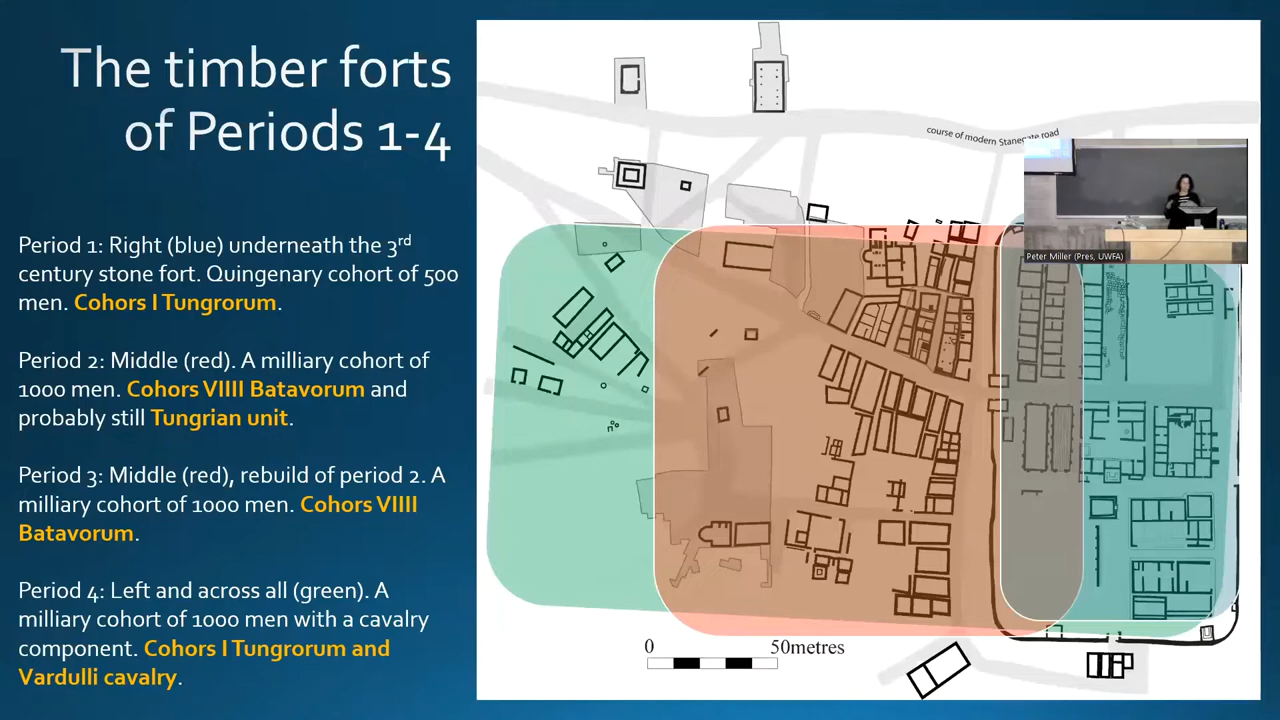 The timber forts
of Periods 1-4
Period 1: Right (blue) underneath the 3rd
century stone fort. Quingenary cohort of 500
men. Cohors I Tungrorum.
Period 2: Middle (red). A milliary cohort of
1000 men. Cohors VIIII Batavorum and
probably still Tungrian unit.
Period 3: Middle (red), rebuild of period 2. A
milliary cohort of 1000 men. Cohors VIIII
Batavorum.
Period 4: Left and across all (green). A
milliary cohort of 1000 men with a cavalry
component. Cohors I Tungrorum and
Vardulli cavalry.
course of modern Stanegate road
Peter Miller (Pres, UWFA)
0 50metres